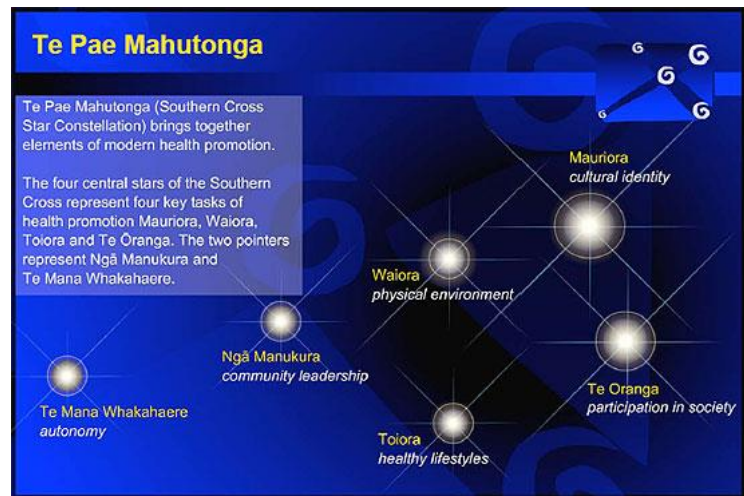 Te Pae Mahutonga
Te Pae Mahutonga (Southern Cross
Star Constellation) brings together
elements of modern health promotion.
The four central stars of the Southern
Cross represent four key tasks of
health promotion Mauriora, Waiora,
Toiora and Te Ōranga. The two pointers
represent Ngā Manukura and
Te Mana Whakahaere.
Mauriora
cultural identity
Waiora
physical environment
Ngā Manukura
community leadership
Te Oranga
participation in society
Te Mana Whakahaere
autonomy
Toiora
healthy lifestyles